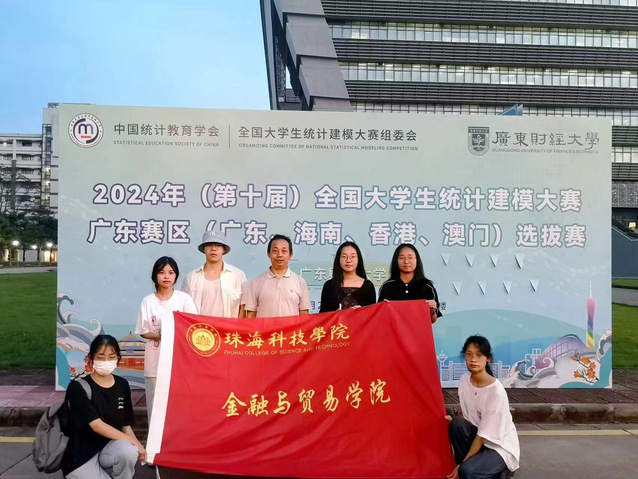 中国统计教育学会
STATISTICAL EDUCATION SOCIETY OF CHINA
全国大学生统计建模大赛组委会
ORGANIZING COMMITTEE OF NATIONAL STATISTICAL MODELING COMPETITION
廣東財經大學
GUANGDONG UNIVERSITY OF FINANCE & ECONOMICS
2024年（第十届）全国大学生统计建模大赛
广东赛区（广东、海南、香港、澳门）选拔赛
广东
学
珠海科技學院
ZHUHAI COLLEGE OF SCIENCE AND TECHNOLOGY
金融与贸易学院